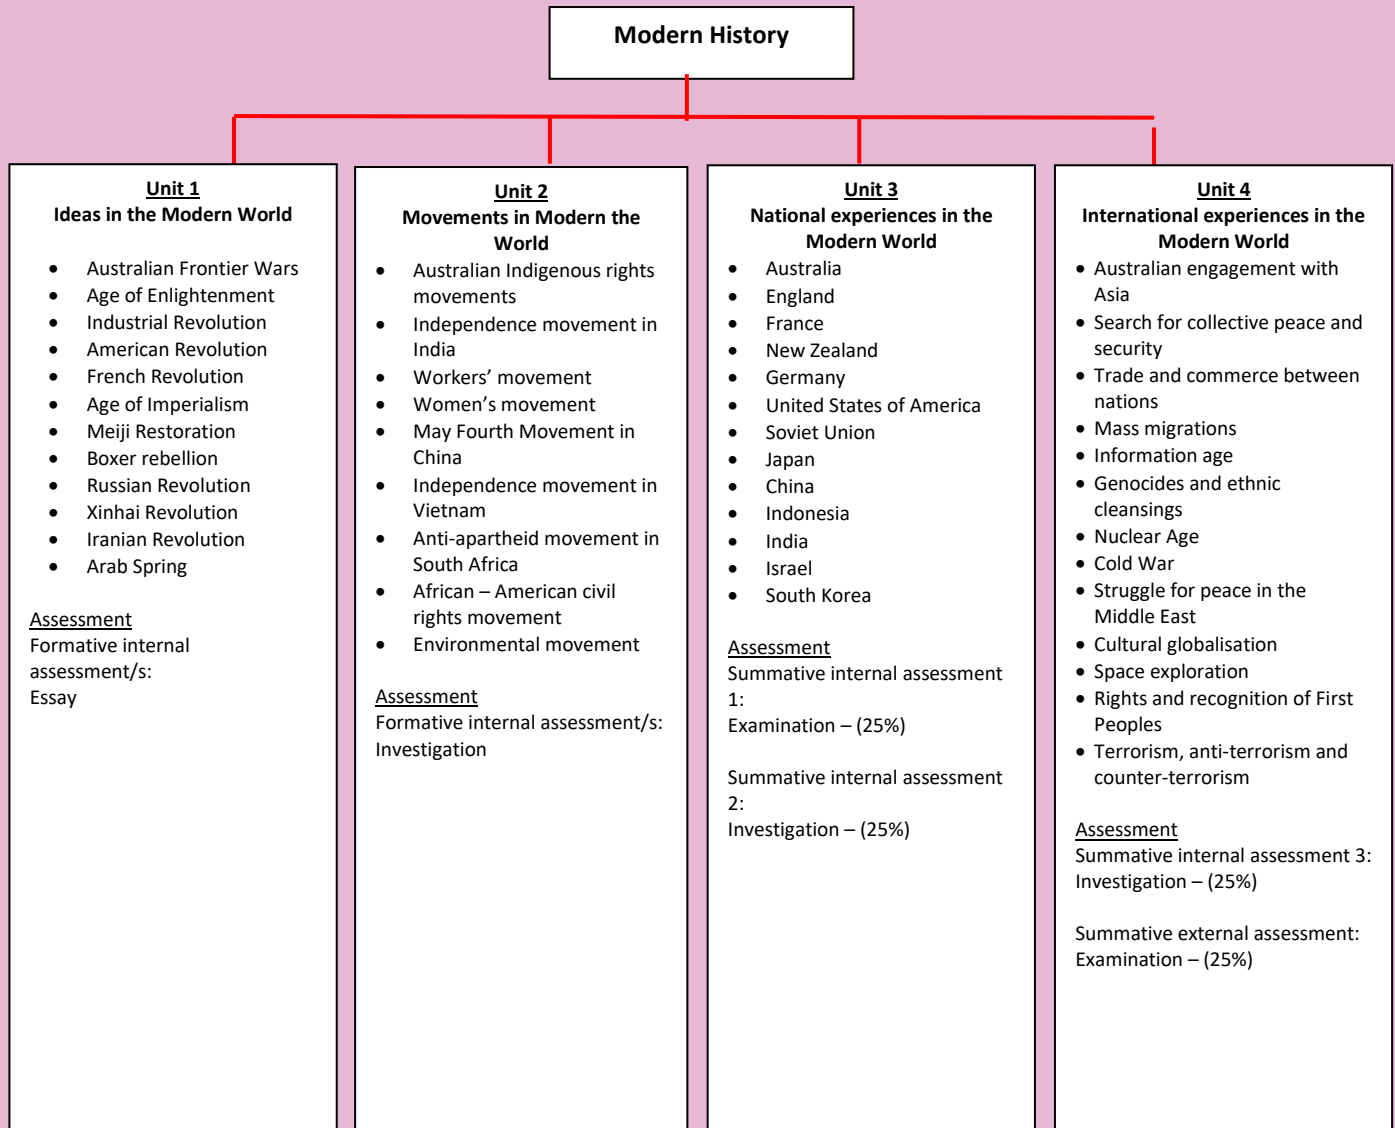 Modern History
Unit 1
Ideas in the Modern World
• Australian Frontier Wars
• Age of Enlightenment
• Industrial Revolution
• American Revolution
• French Revolution
• Age of Imperialism
• Meiji Restoration
• Boxer rebellion
• Russian Revolution
• Xinhai Revolution
• Iranian Revolution
• Arab Spring
Assessment
Formative internal
assessment/s:
Essay
Unit 2
Movements in Modern the
World
• Australian Indigenous rights
movements
• Independence movement in
India
• Workers’ movement
• Women’s movement
• May Fourth Movement in
China
• Independence movement in
Vietnam
• Anti-apartheid movement in
South Africa
• African – American civil
rights movement
• Environmental movement
Assessment
Formative internal assessment/s:
Investigation
Unit 3
National experiences in the
Modern World
• Australia
• England
• France
• New Zealand
• Germany
• United States of America
• Soviet Union
• Japan
• China
• Indonesia
• India
• Israel
• South Korea
Assessment
Summative internal assessment
1:
Examination – (25%)
Summative internal assessment
2:
Investigation – (25%)
Unit 4
International experiences in the
Modern World
• Australian engagement with
Asia
• Search for collective peace and
security
• Trade and commerce between
nations
• Mass migrations
• Information age
• Genocides and ethnic
cleansings
• Nuclear Age
• Cold War
• Struggle for peace in the
Middle East
• Cultural globalisation
• Space exploration
• Rights and recognition of First
Peoples
• Terrorism, anti-terrorism and
counter-terrorism
Assessment
Summative internal assessment 3:
Investigation – (25%)
Summative external assessment:
Examination – (25%)